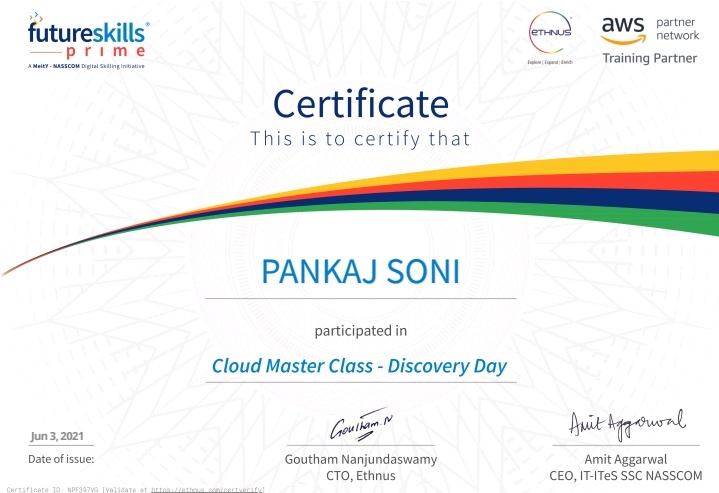 futureskills®
prime
A MeitY - NASSCOM Digital Skilling Initiative
ETHNUS
Explore | Expand | Enrich
aws partner
network
Training Partner
Certificate
This is to certify that
PANKAJ SONI
participated in
Cloud Master Class - Discovery Day
Jun 3, 2021
Date of issue:
Goutham.N
Goutham Nanjundaswamy
CTO, Ethnus
Amit Aggarwal
Amit Aggarwal
CEO, IT-ITeS SSC NASSCOM
Certificate ID: NPF397VG [Validate at https://ethnus.com/certverify]